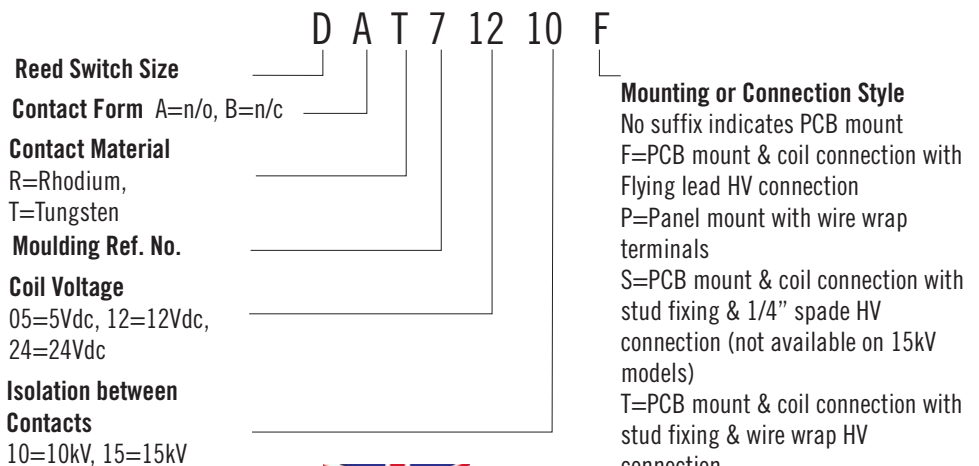 D A T 7 12 10 F
Reed Switch Size
Contact Form A=n/o, B=n/c
Contact Material
R=Rhodium,
T=Tungsten
Moulding Ref. No.
Coil Voltage
05=5Vdc, 12=12Vdc,
24=24Vdc
Isolation between
Contacts
10=10kV, 15=15kV
Mounting or Connection Style
No suffix indicates PCB mount
F=PCB mount & coil connection with
Flying lead HV connection
P=Panel mount with wire wrap
terminals
S=PCB mount & coil connection with
stud fixing & 1/4” spade HV
connection (not available on 15kV
models)
T=PCB mount & coil connection with
stud fixing & wire wrap HV
connection